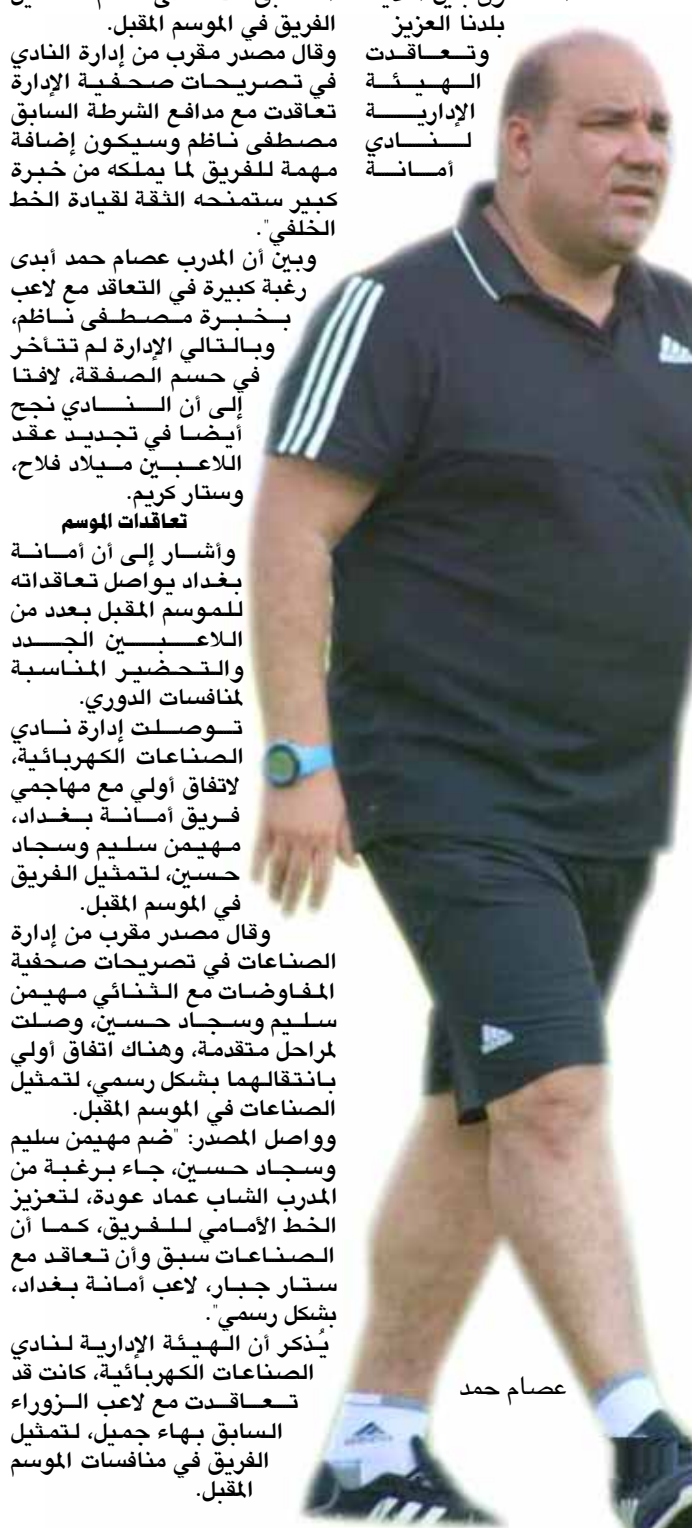 بلدنا العزيز
وتعاقدت
الهيئة
الإدارية
لنادي
أمانة
الفريق في الموسم المقبل.
وقال مصدر مقرب من إدارة النادي
في تصريحات صحفية الإدارة
تعاقدت مع مدافع الشرطة السابق
مصطفى ناظم وسيكون إضافة
مهمة للفريق لما يملكه من خبرة
كبير ستمنحه الثقة لقيادة الخط
الخلفي".
وبين أن المدرب عصام حمد أبدى
رغبة كبيرة في التعاقد مع لاعب
بخبرة مصطفى ناظم،
وبالتالي الإدارة لم تتأخر
في حسم الصفقة، لافتا
إلى أن النادي نجح
أيضا في تجديد عقد
اللاعبين ميلاد فلاح،
وستار كريم.
تعاقدات الموسم
وأشار إلى أن أمانة
بغداد يواصل تعاقداته
للموسم المقبل بعدد من
اللاعبين الجدد
والتحضير المناسبة
لمنافسات الدوري.
توصلت إدارة نادي
الصناعات الكهربائية،
لاتفاق أولي مع مهاجمي
فريق أمانة بغداد،
مهيمن سليم وسجاد
حسين، لتمثيل الفريق
في الموسم المقبل.
وقال مصدر مقرب من إدارة
الصناعات في تصريحات صحفية
المفاوضات مع الثنائي مهيمن
سليم وسجاد حسين، وصلت
لمراحل متقدمة، وهناك اتفاق أولي
بانتقالهما بشكل رسمي، لتمثيل
الصناعات في الموسم المقبل.
وواصل المصدر: "ضم مهيمن سليم
وسجاد حسين، جاء برغبة من
المدرب الشاب عماد عودة، لتعزيز
الخط الأمامي للفريق، كما أن
الصناعات سبق وأن تعاقد مع
ستار جبار، لاعب أمانة بغداد،
بشكل رسمي".
يُذكر أن الهيئة الإدارية لنادي
الصناعات الكهربائية، كانت قد
تعاقدت مع لاعب الزوراء
السابق بهاء جميل، لتمثيل
الفريق في منافسات الموسم
المقبل.
عصام حمد